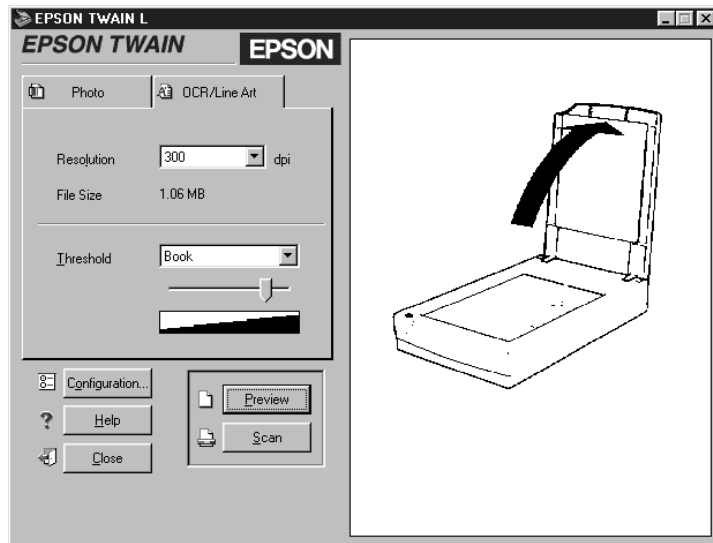 EPSON TWAIN L
EPSON TWAIN EPSON
Photo OCR/Line Art
Resolution 300 dpi
File Size 1.06 MB
Threshold Book
Configuration...
Preview
Help
Scan
Close